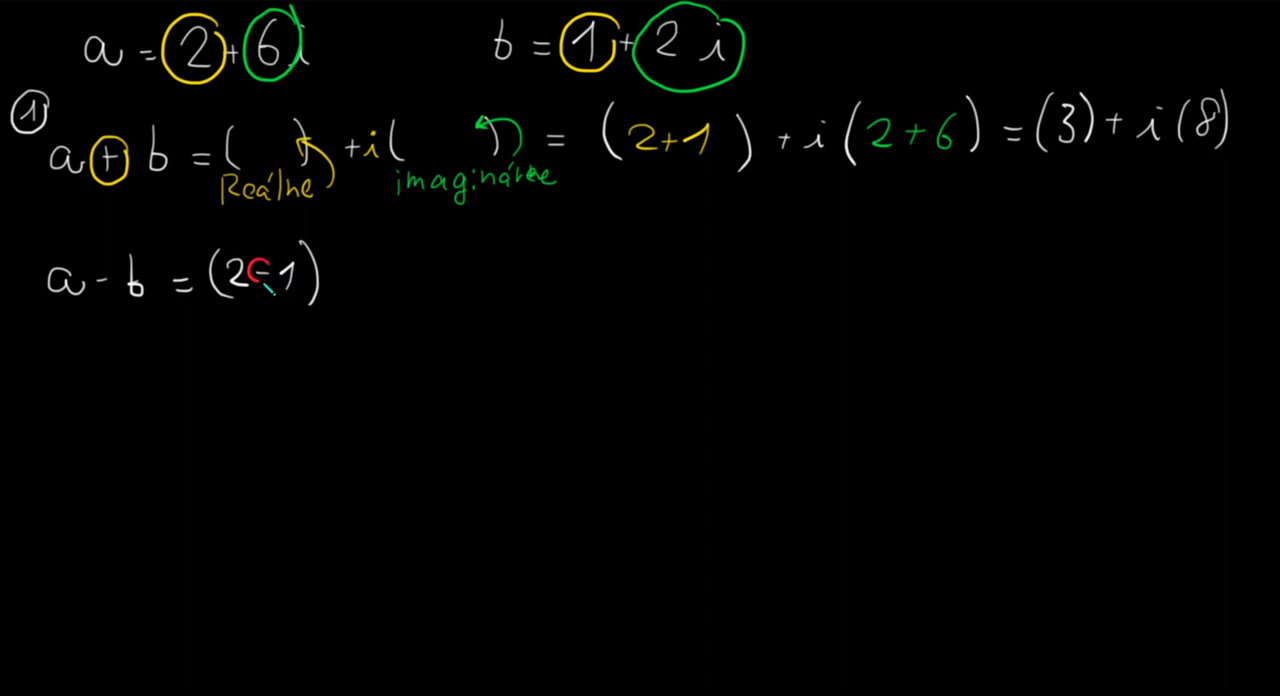 a = 2 + 6i b = 1 + 2i
① a + b = ( ) + i( ) = (2+1) + i(2+6) = (3) + i(8)
Reálne imaginárne
a - b = (2-1)